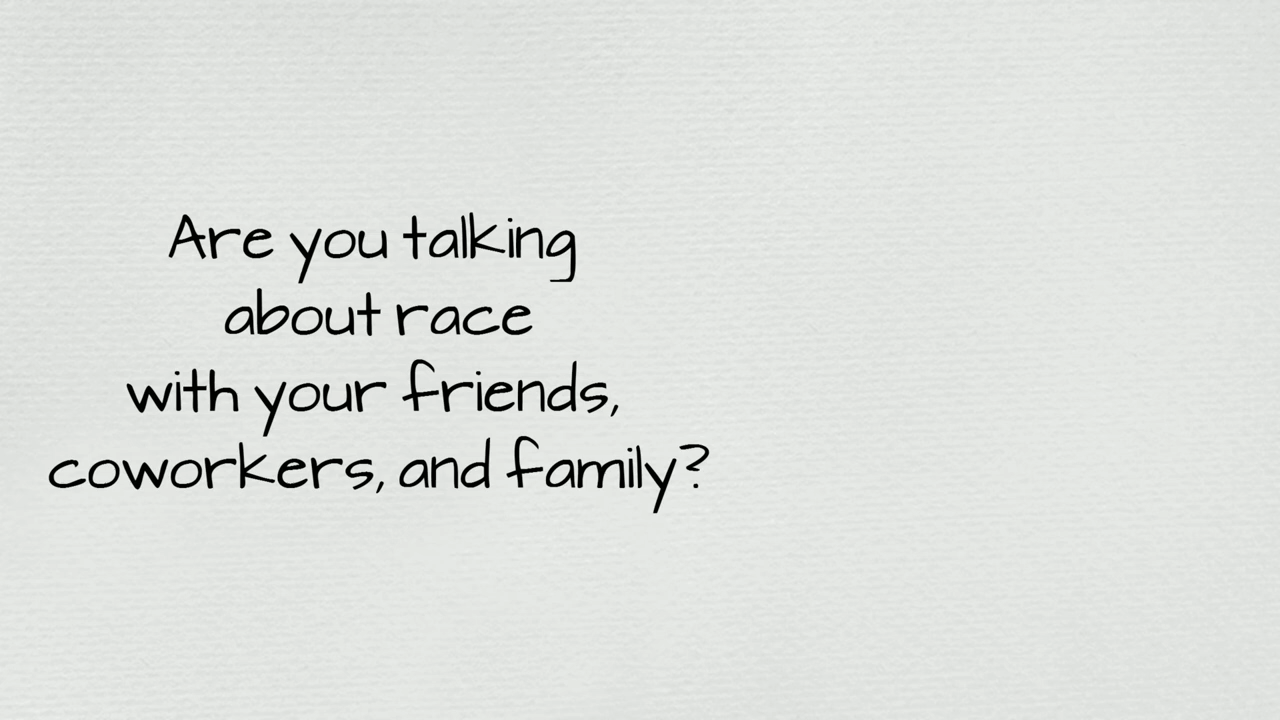 Are you talking
about race
with your friends,
coworkers, and family?